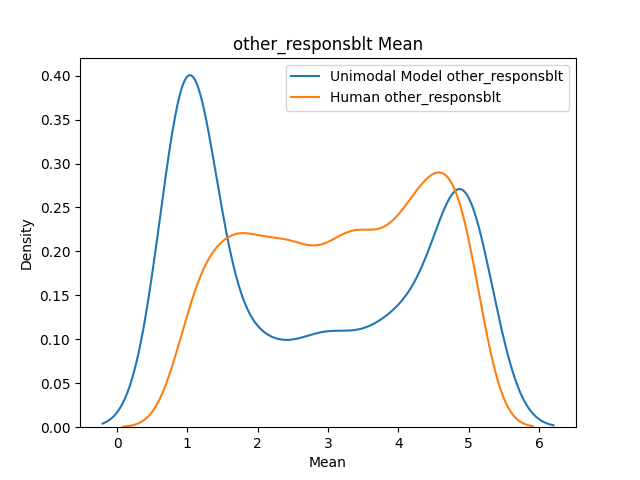 other_responsblt Mean
Unimodal Model other_responsblt
Human other_responsblt
0.40
0.35
0.30
0.25
0.20
0.15
0.10
0.05
0.00
Density
0 1 2 3 4 5 6
Mean